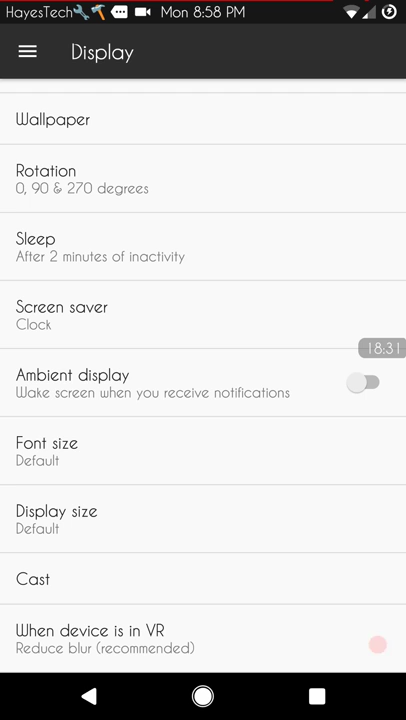 HayesTech🔧🔨 Mon 8:58 PM
Display
Wallpaper
Rotation
0, 90 & 270 degrees
Sleep
After 2 minutes of inactivity
Screen saver
Clock
18:31
Ambient display
Wake screen when you receive notifications
Font size
Default
Display size
Default
Cast
When device is in VR
Reduce blur (recommended)